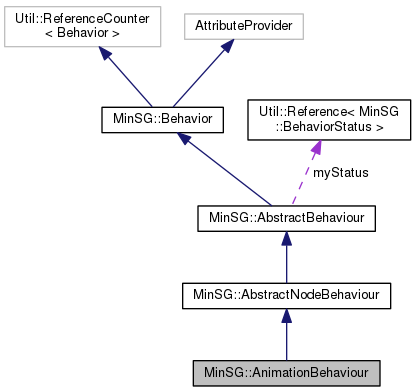 Util::ReferenceCounter
< Behavior >
AttributeProvider
MinSG::Behavior
Util::Reference< MinSG
::BehaviorStatus >
myStatus
MinSG::AbstractBehaviour
MinSG::AbstractNodeBehaviour
MinSG::AnimationBehaviour